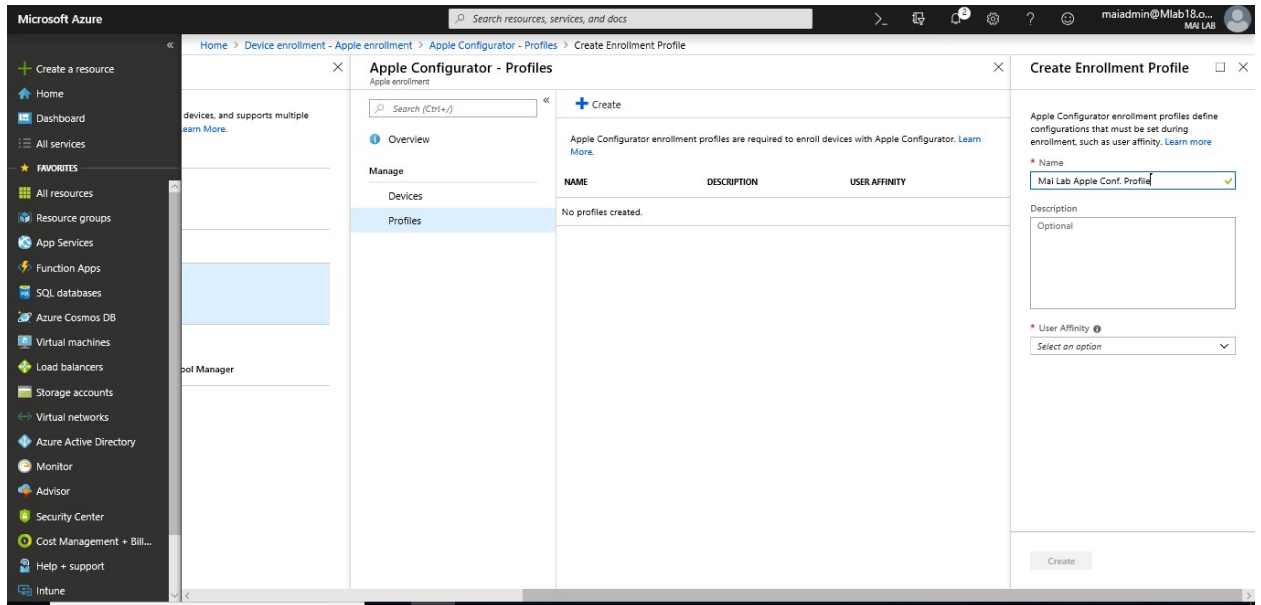 Microsoft Azure
Search resources, services, and docs
2
maiadmin@Mlab18.o...
MAI LAB
Home > Device enrollment - Apple enrollment > Apple Configurator - Profiles > Create Enrollment Profile
Create a resource
Home
Dashboard
All services
FAVORITES
All resources
Resource groups
App Services
Function Apps
SQL databases
Azure Cosmos DB
Virtual machines
Load balancers
Storage accounts
Virtual networks
Azure Active Directory
Monitor
Advisor
Security Center
Cost Management + Bill...
Help + support
Intune
devices, and supports multiple
earn More.
ool Manager
Apple Configurator - Profiles
Apple enrollment
Search (Ctrl+/)
Overview
Manage
Devices
Profiles
Create
Apple Configurator enrollment profiles are required to enroll devices with Apple Configurator. Learn
More.
NAME DESCRIPTION USER AFFINITY
No profiles created.
Create Enrollment Profile
Apple Configurator enrollment profiles define
configurations that must be set during
enrollment, such as user affinity. Learn more
* Name
Mai Lab Apple Conf. Profile
Description
Optional
* User Affinity
Select an option
Create